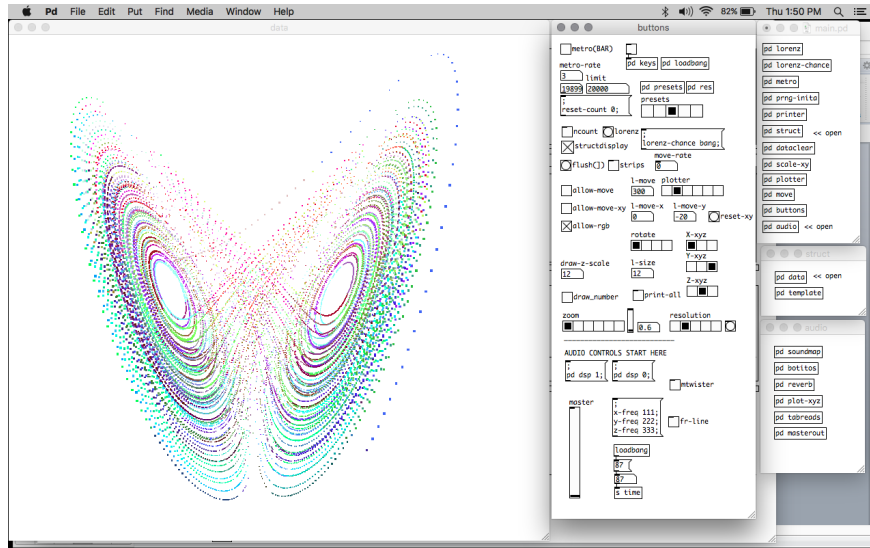 Pd File Edit Put Find Media Window Help 82% Thu 1:50 PM
data
buttons
main.pd
metro(BAR)
pd keys pd loadbang
metro-rate
3 limit
19899 20000
pd presets pd res
;
reset-count 0;
presets
ncount lorenz
;
lorenz-chance bang;
structdisplay
move-rate
flush(]) strips 0
l-move plotter
allow-move 300
l-move-x l-move-y
allow-move-xy 0 -20 reset-xy
allow-rgb
rotate X-xyz
Y-xyz
draw-z-scale l-size
12 12
Z-xyz
draw_number print-all
zoom 0.6 resolution
-----------------------------
AUDIO CONTROLS START HERE
;
pd dsp 1;
;
pd dsp 0;
mtwister
master
;
x-freq 111;
y-freq 222;
z-freq 333;
fr-line
loadbang
87
87
s time
pd lorenz
pd lorenz-chance
pd metro
pd prng-inita
pd printer
pd struct << open
pd dataclear
pd scale-xy
pd plotter
pd move
pd buttons
pd audio << open
struct
pd data << open
pd template
audio
pd soundmap
pd botitos
pd reverb
pd plot-xyz
pd tabreads
pd masterout